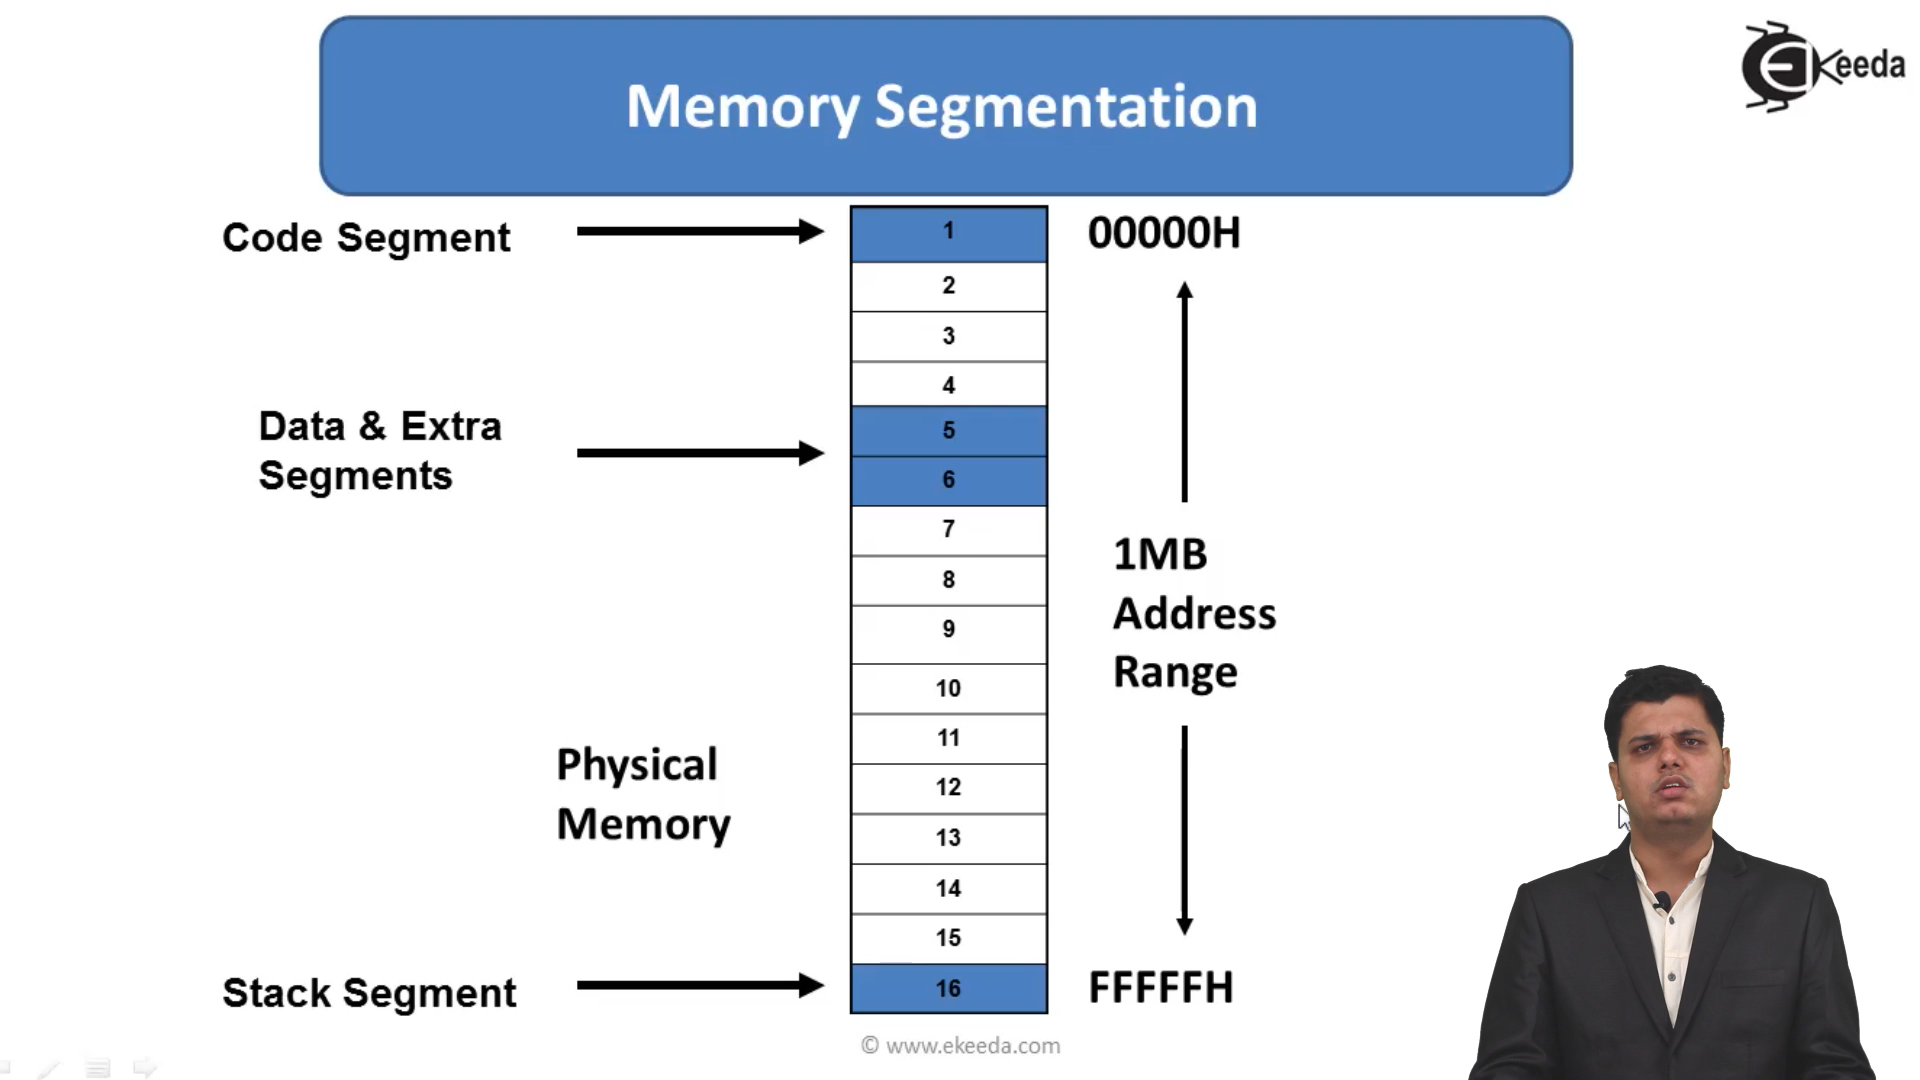 Memory Segmentation
Keeda
Code Segment
1
00000H
2
3
4
Data & Extra
Segments
5
6
7
8
9
10
11
12
13
14
15
16
1MB
Address
Range
Physical
Memory
Stack Segment
FFFFFH
© www.ekeeda.com